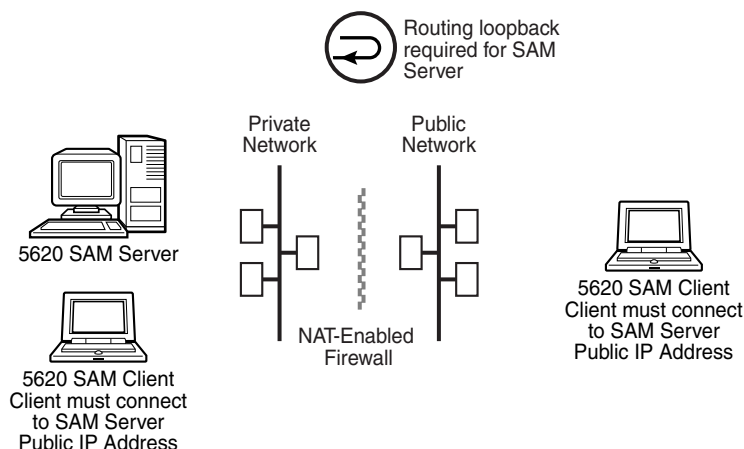 Routing loopback
required for SAM
Server
Private
Network
Public
Network
5620 SAM Server
NAT-Enabled
Firewall
5620 SAM Client
Client must connect
to SAM Server
Public IP Address
5620 SAM Client
Client must connect
to SAM Server
Public IP Address